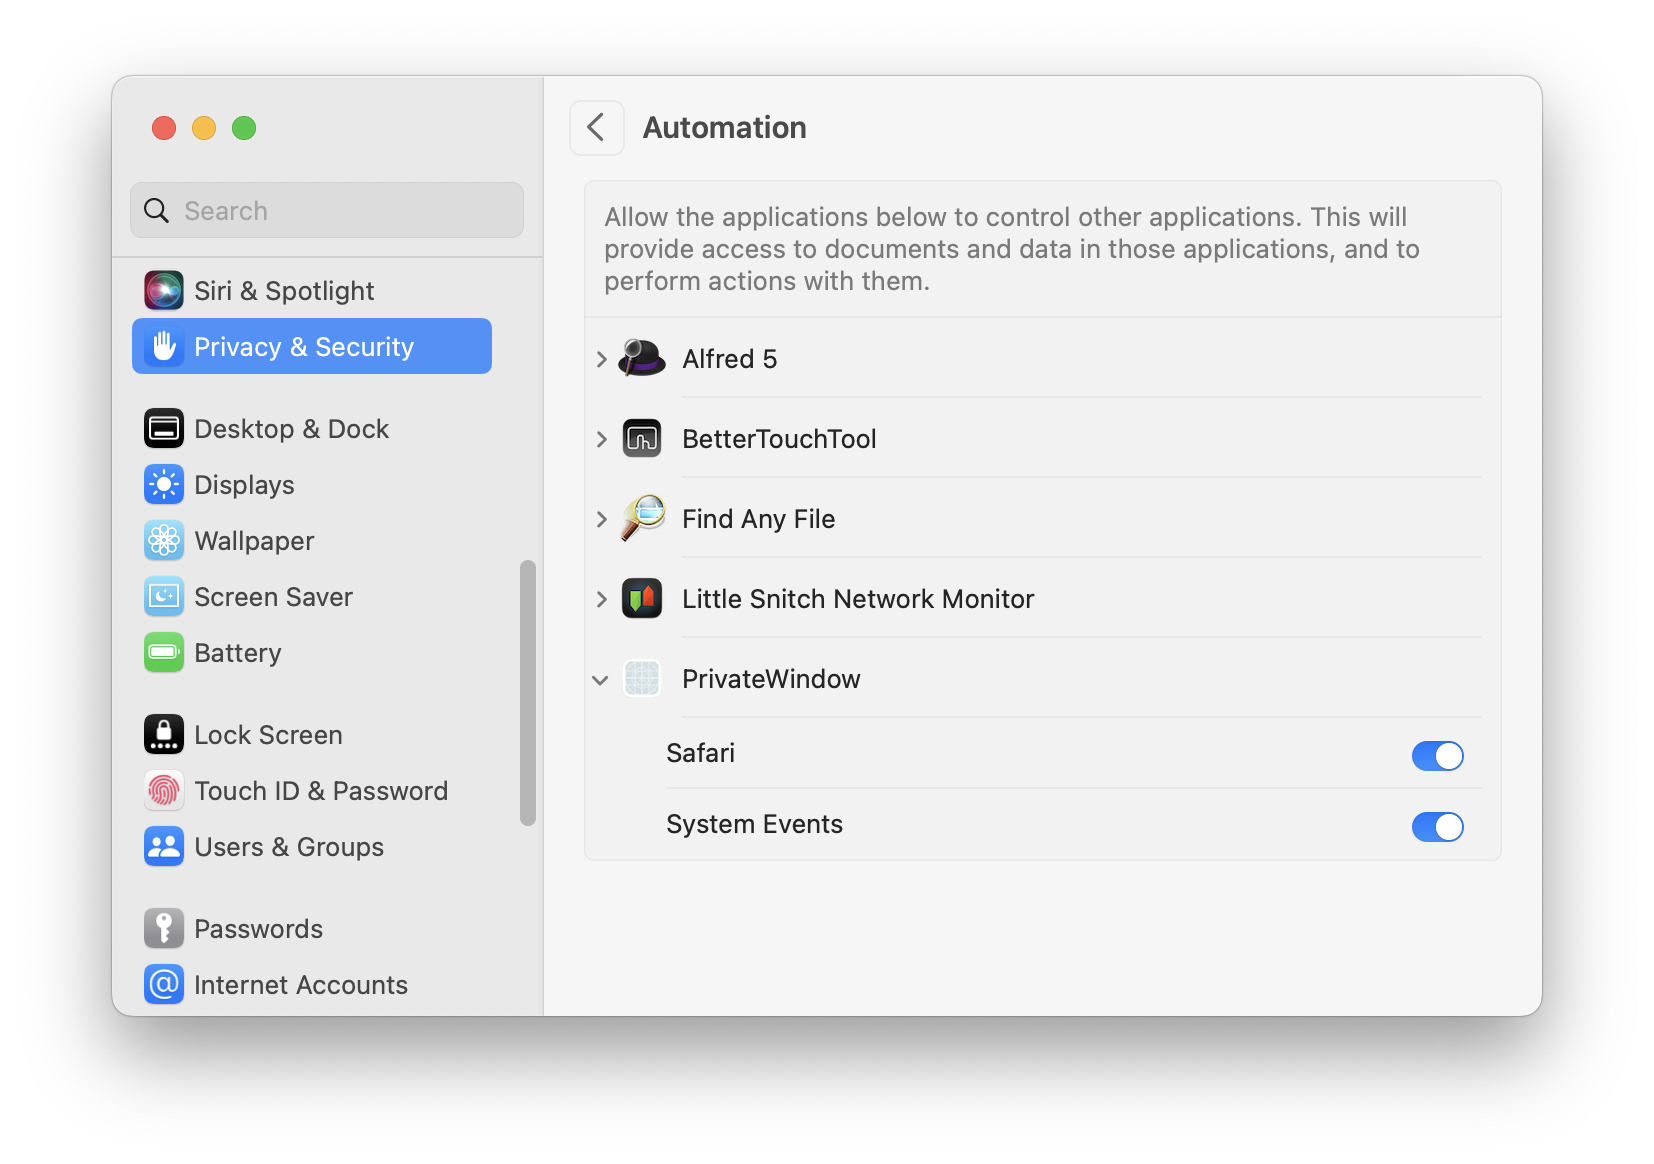 Search
Siri & Spotlight
Privacy & Security
Desktop & Dock
Displays
Wallpaper
Screen Saver
Battery
Lock Screen
Touch ID & Password
Users & Groups
Passwords
@ Internet Accounts
Automation
Allow the applications below to control other applications. This will
provide access to documents and data in those applications, and to
perform actions with them.
Alfred 5
BetterTouchTool
Find Any File
Little Snitch Network Monitor
PrivateWindow
Safari
System Events